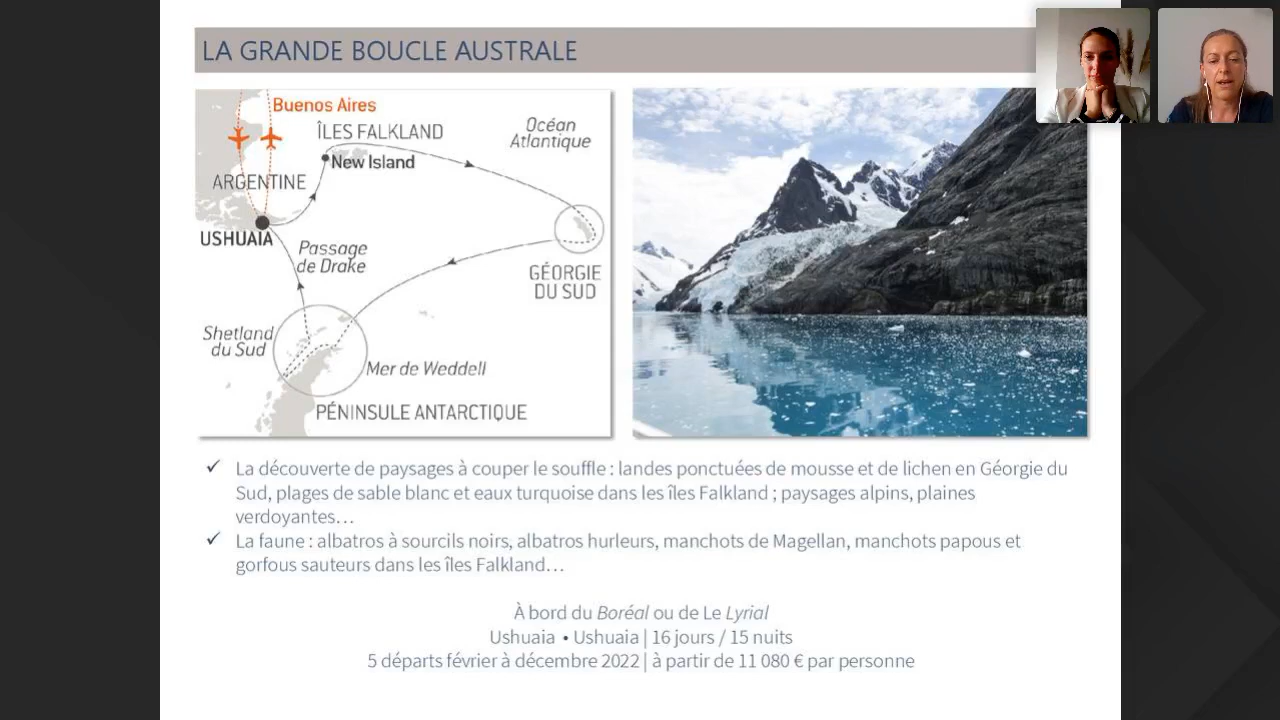 LA GRANDE BOUCLE AUSTRALE
Buenos Aires
ÎLES FALKLAND
Océan
Atlantique
New Island
ARGENTINE
USHUAIA
Passage
de Drake
GÉORGIE
DU SUD
Shetland
du Sud
Mer de Weddell
PÉNINSULE ANTARCTIQUE
✓ La découverte de paysages à couper le souffle : landes ponctuées de mousse et de lichen en Géorgie du
Sud, plages de sable blanc et eaux turquoise dans les îles Falkland ; paysages alpins, plaines
verdoyantes…
✓ La faune : albatros à sourcils noirs, albatros hurleurs, manchots de Magellan, manchots papous et
gorfous sauteurs dans les îles Falkland…
À bord du Boréal ou de Le Lyrial
Ushuaia • Ushuaia | 16 jours / 15 nuits
5 départs février à décembre 2022 | à partir de 11 080 € par personne